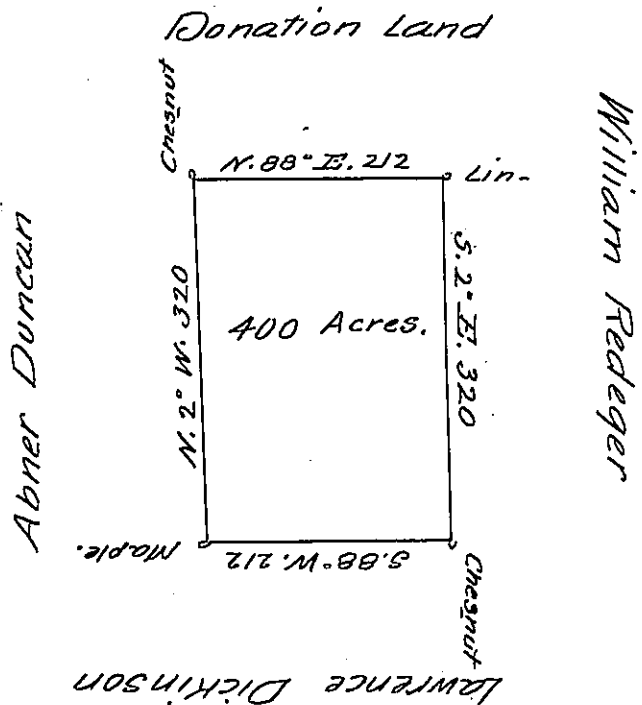 Donation Land
Chesnut
N. 88° E. 212
Lin-
William Redeger
S. 2° E. 320
400 Acres.
N. 2° W. 320
Abner Duncan
Maple.
S. 88° W. 212
Chesnut
Lawrence Dickinson